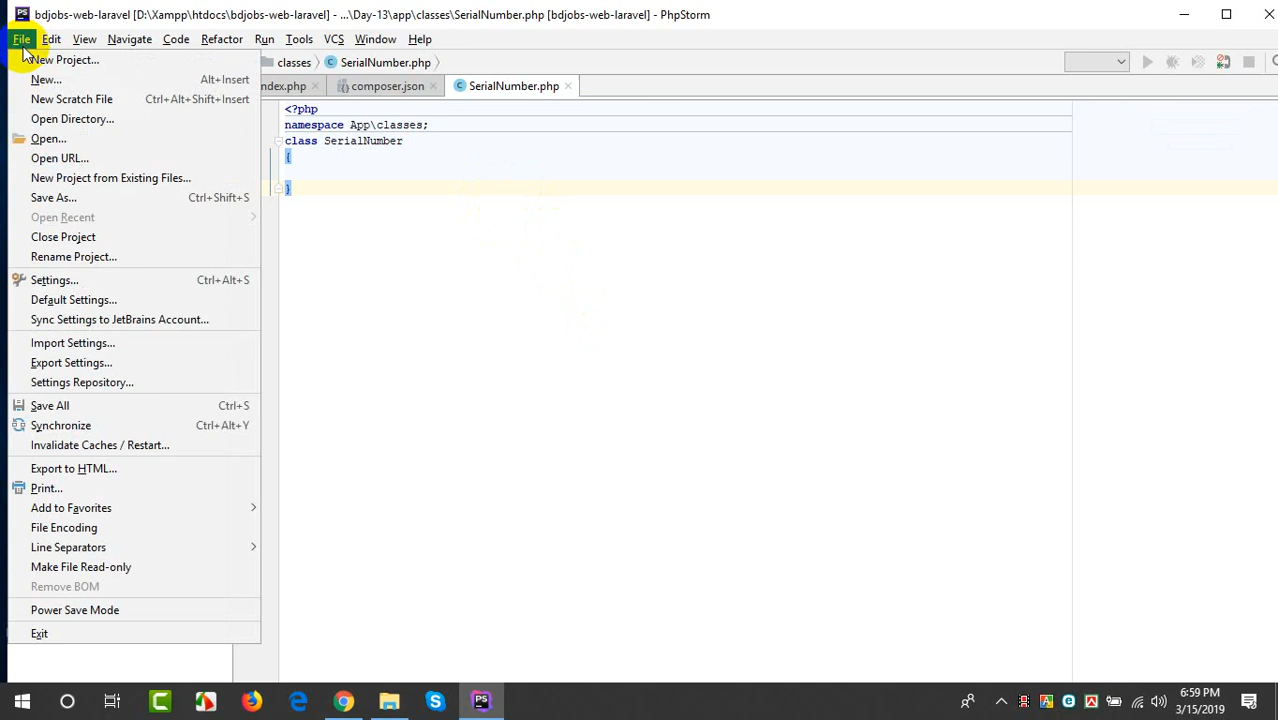 bdjobs-web-laravel [D:\Xampp\htdocs\bdjobs-web-laravel] - ...\Day-13\app\classes\SerialNumber.php [bdjobs-web-laravel] - PhpStorm
File Edit View Navigate Code Refactor Run Tools VCS Window Help
classes SerialNumber.php
ndex.php composer.json SerialNumber.php
New Project...
New... Alt+Insert
New Scratch File Ctrl+Alt+Shift+Insert
Open Directory...
Open...
Open URL...
New Project from Existing Files...
Save As... Ctrl+Shift+S
Open Recent
Close Project
Rename Project...
Settings... Ctrl+Alt+S
Default Settings...
Sync Settings to JetBrains Account...
Import Settings...
Export Settings...
Settings Repository...
Save All Ctrl+S
Synchronize Ctrl+Alt+Y
Invalidate Caches / Restart...
Export to HTML...
Print...
Add to Favorites
File Encoding
Line Separators
Make File Read-only
Remove BOM
Power Save Mode
Exit
<?php
namespace App\classes;
class SerialNumber
{
}
PS
6:59 PM
3/15/2019